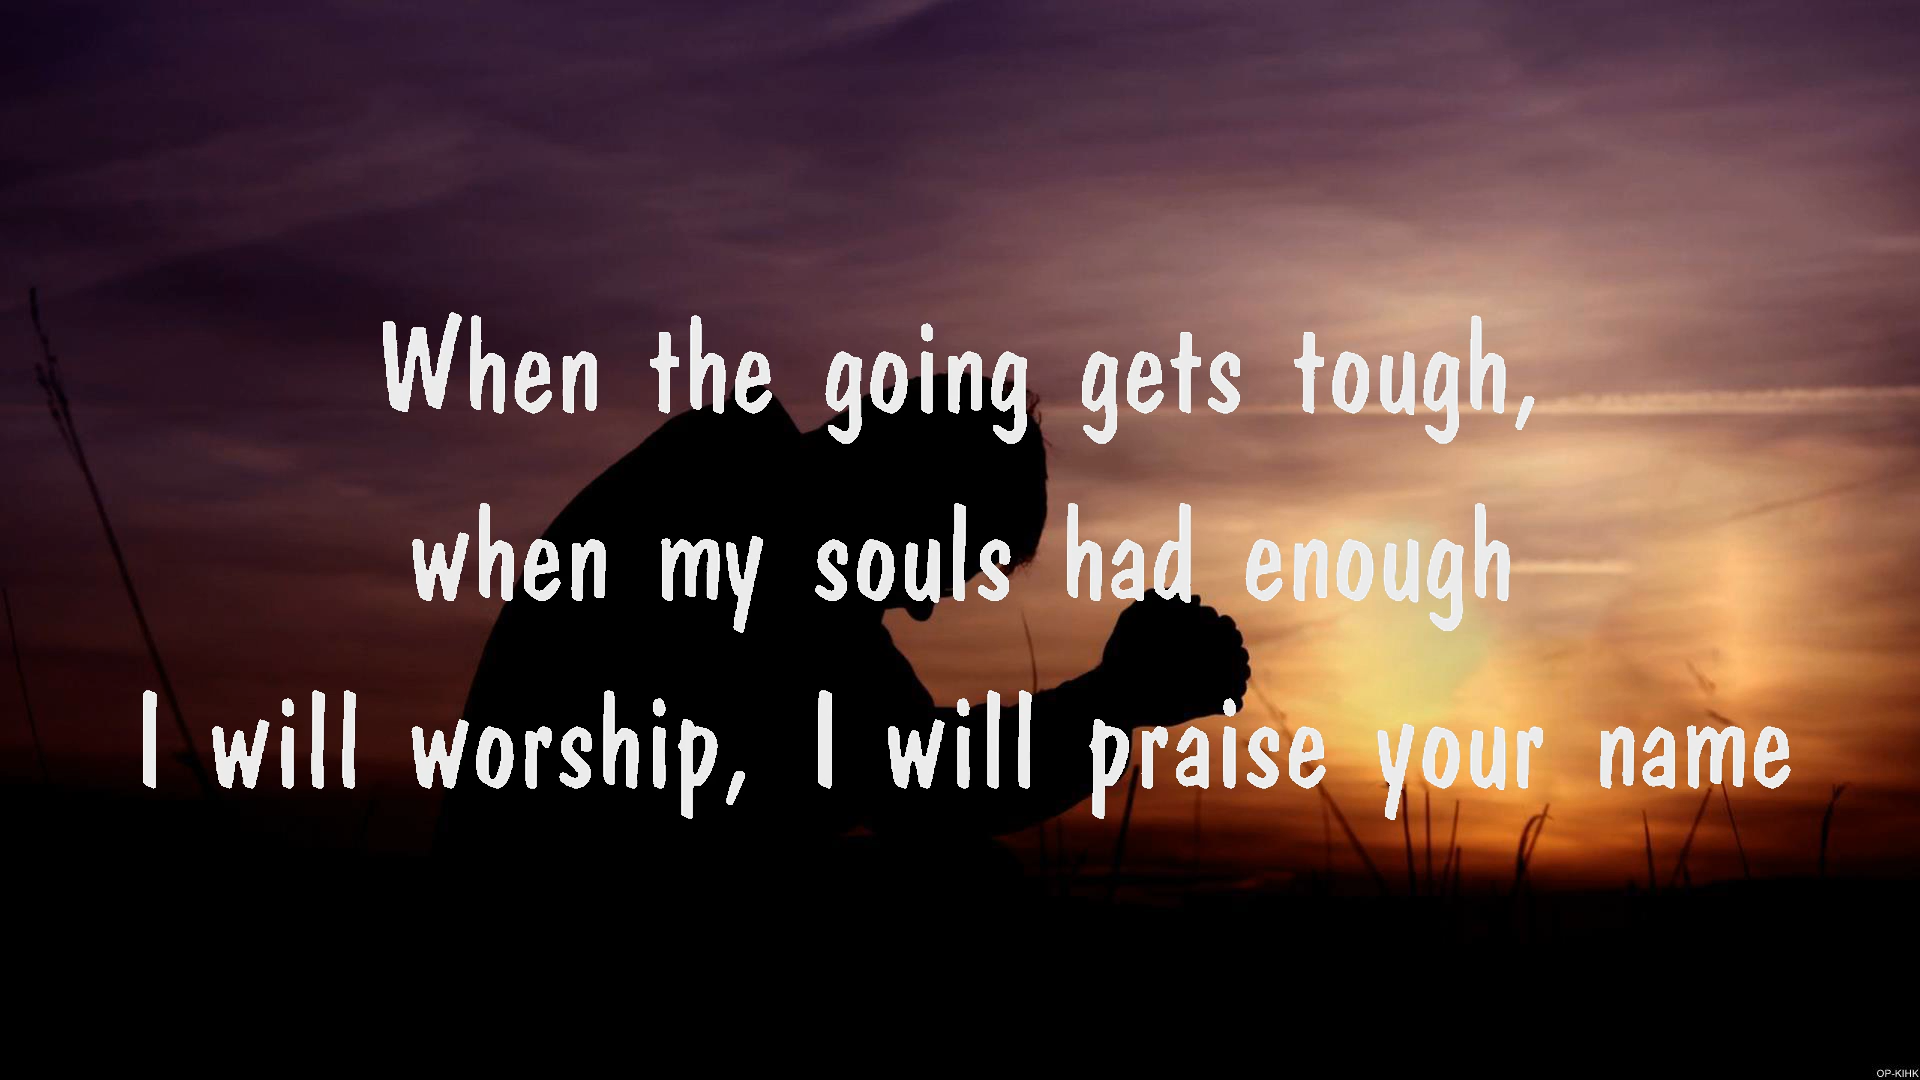 When the going gets tough,
when my souls had enough
I will worship, I will praise your name
OP-KIHK